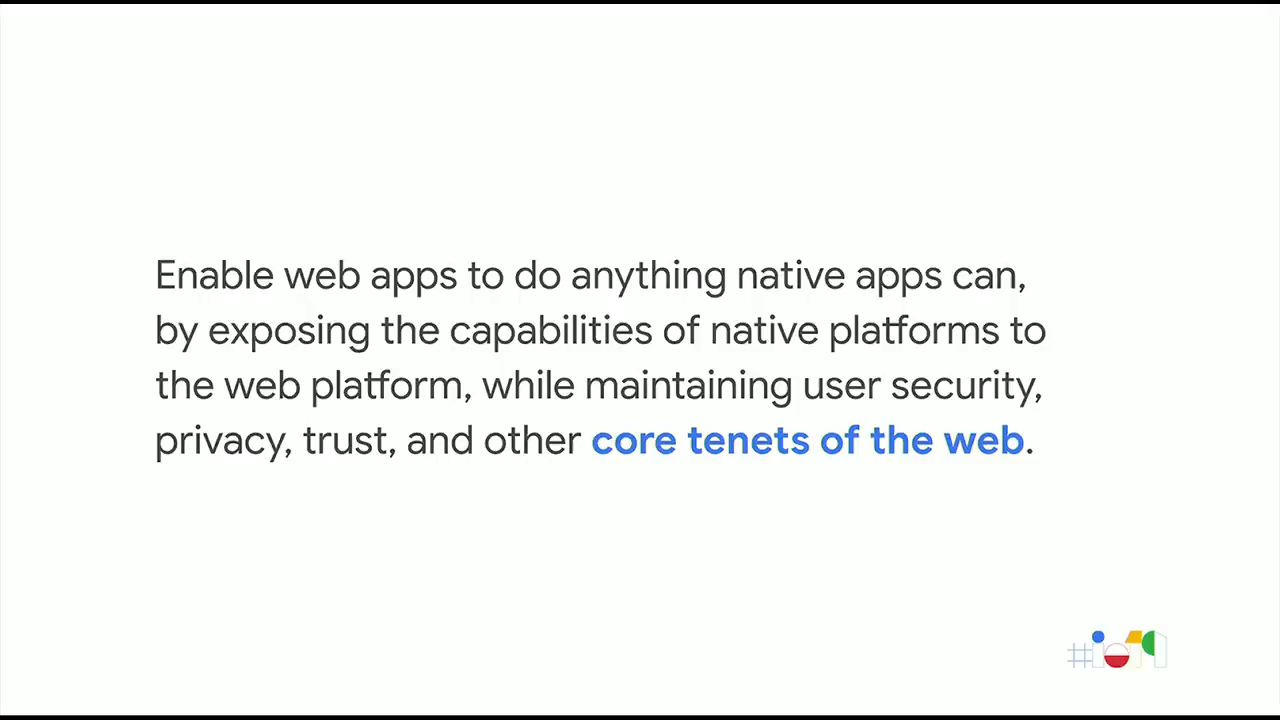 Enable web apps to do anything native apps can,
by exposing the capabilities of native platforms to
the web platform, while maintaining user security,
privacy, trust, and other core tenets of the web.
#io19